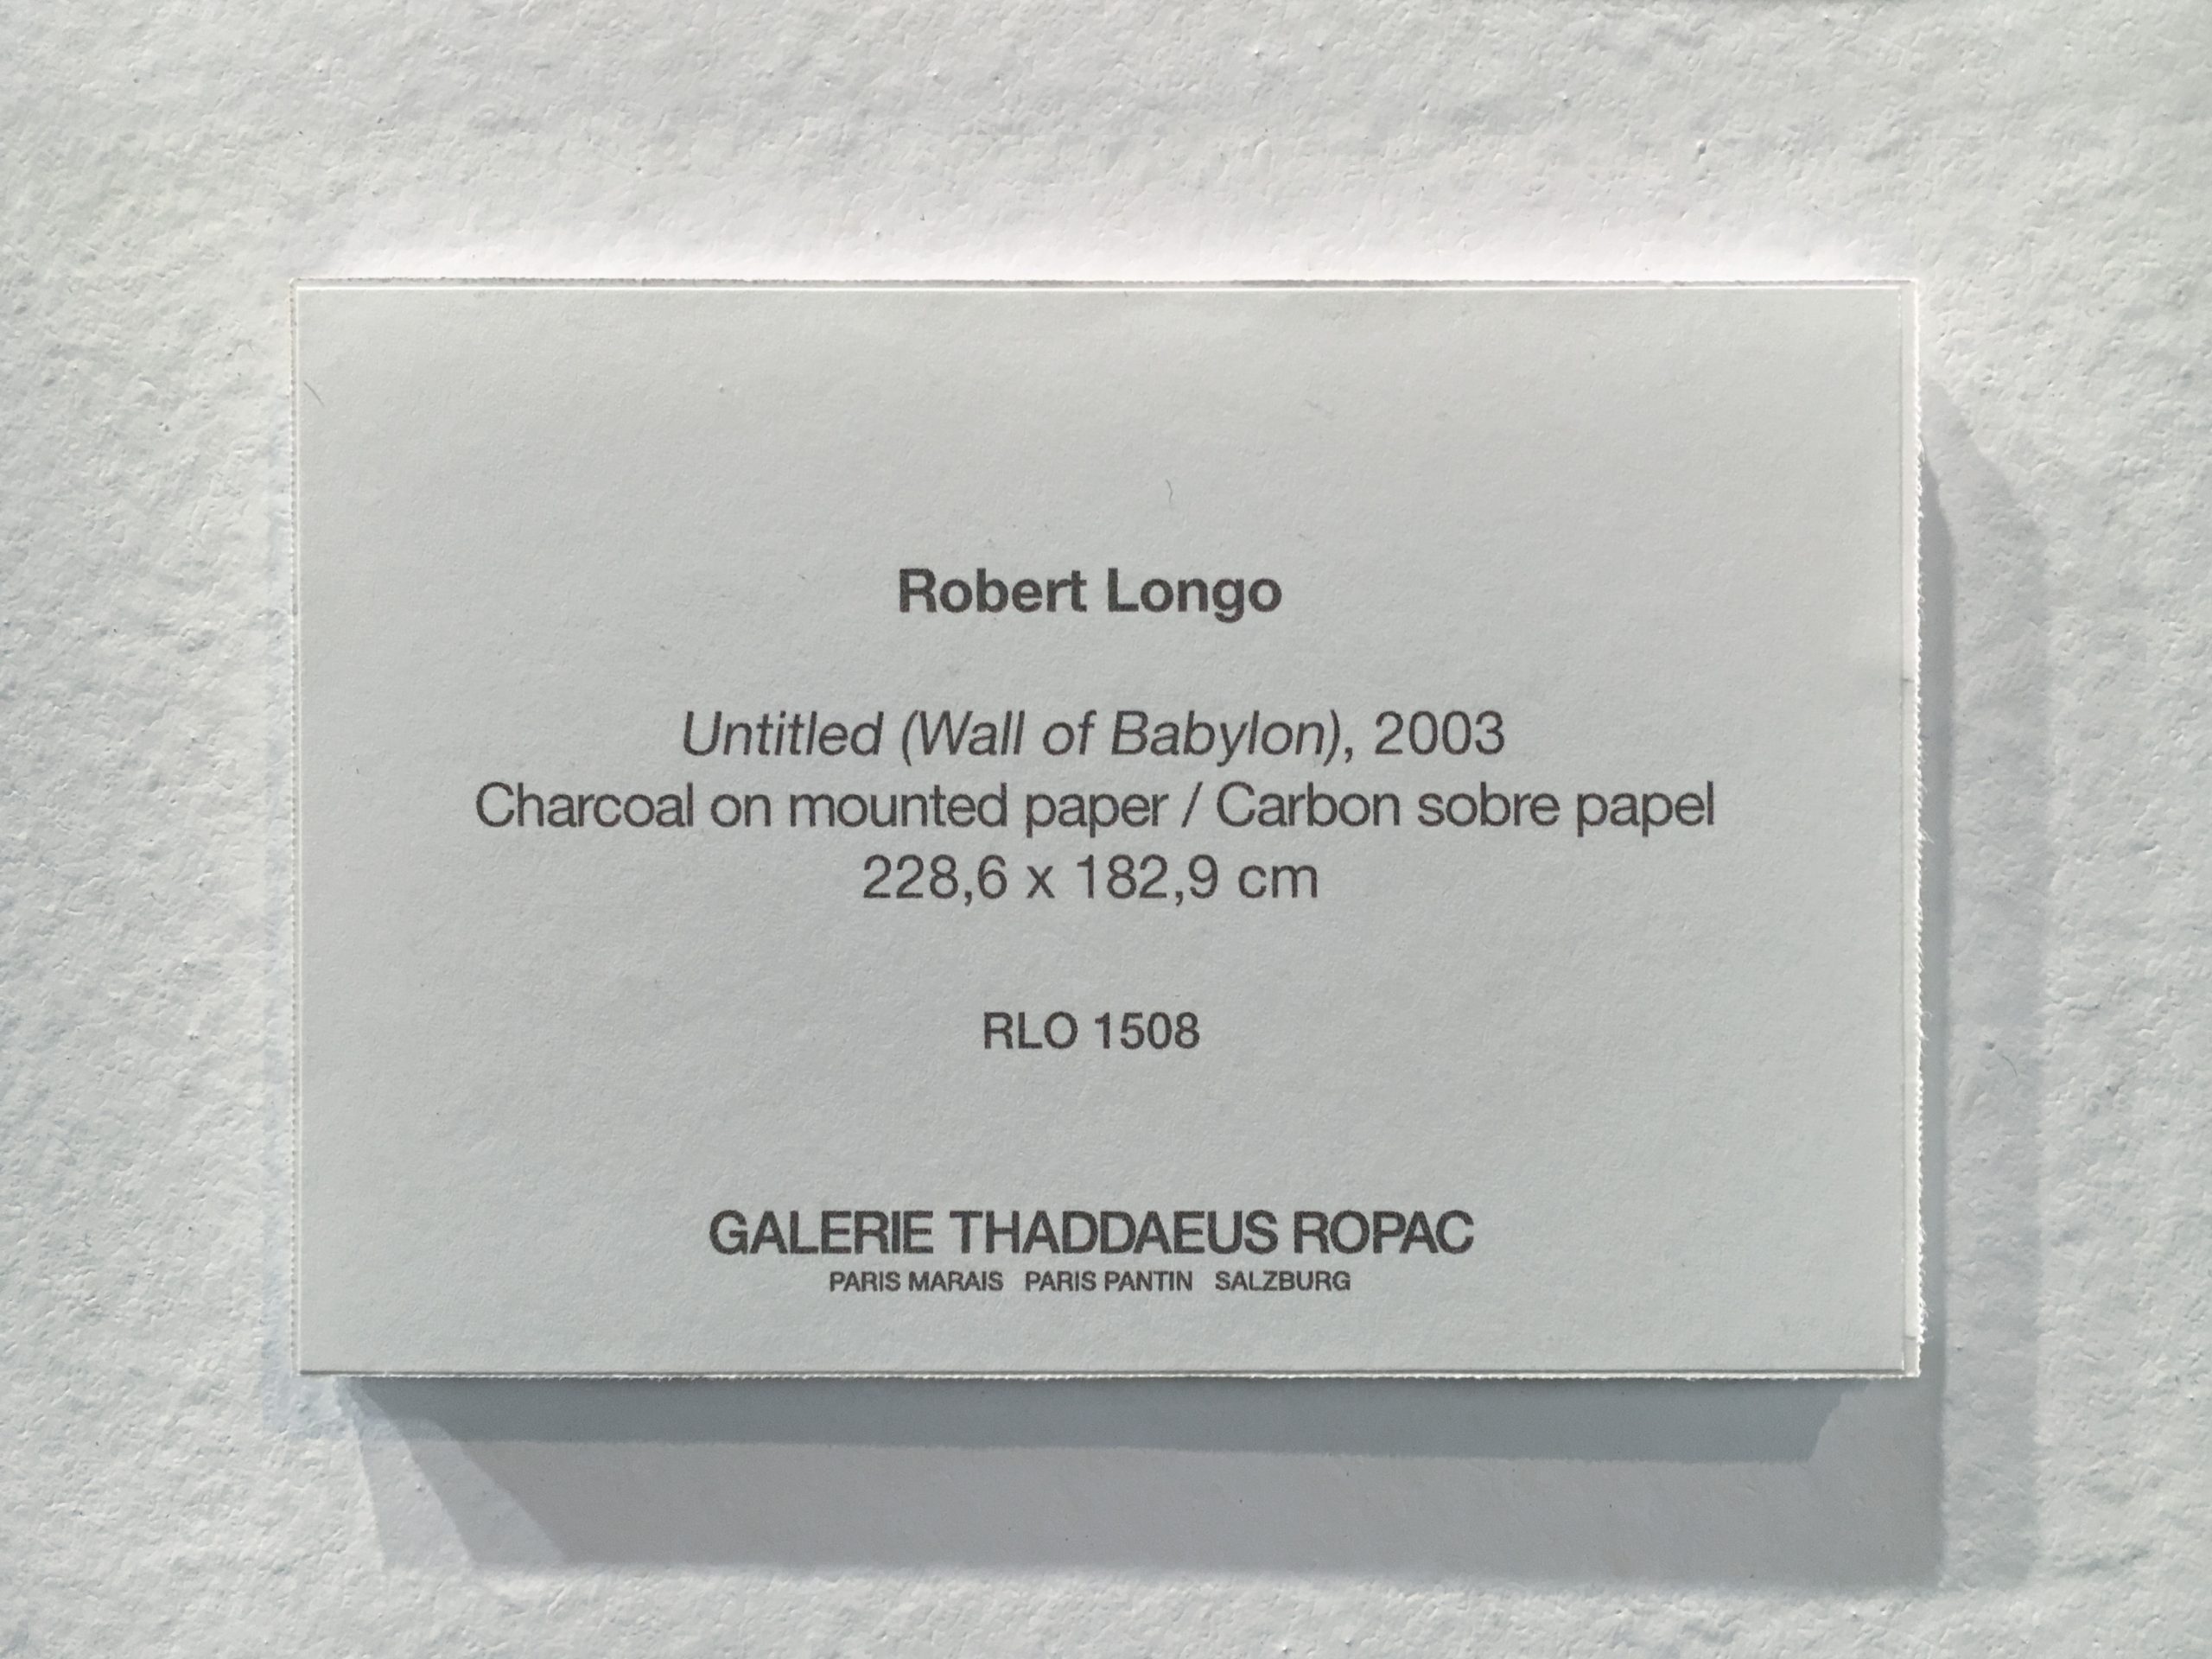 Robert Longo
Untitled (Wall of Babylon), 2003
Charcoal on mounted paper / Carbon sobre papel
228,6 x 182,9 cm
RLO 1508
GALERIE THADDAEUS ROPAC
PARIS MARAIS PARIS PANTIN SALZBURG